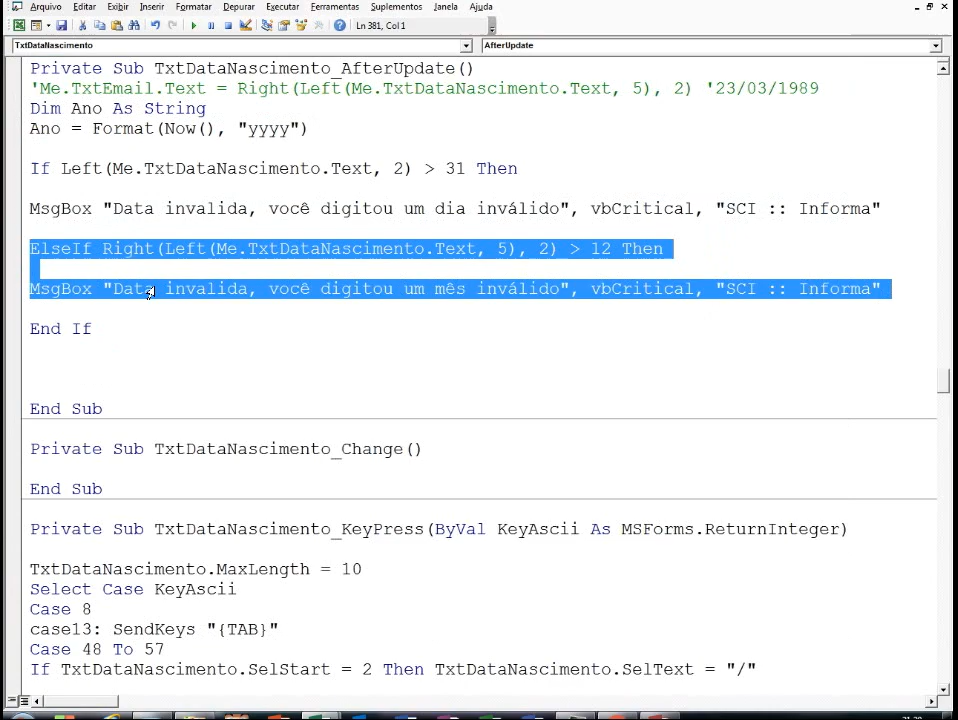 Arquivo Editar Exibir Inserir Formatar Depurar Executar Ferramentas Suplementos Janela Ajuda
Ln 381, Col 1
TxtDataNascimento AfterUpdate
Private Sub TxtDataNascimento_AfterUpdate()
'Me.TxtEmail.Text = Right(Left(Me.TxtDataNascimento.Text, 5), 2) '23/03/1989
Dim Ano As String
Ano = Format(Now(), "yyyy")
If Left(Me.TxtDataNascimento.Text, 2) > 31 Then
MsgBox "Data invalida, você digitou um dia inválido", vbCritical, "SCI :: Informa"
ElseIf Right(Left(Me.TxtDataNascimento.Text, 5), 2) > 12 Then
MsgBox "Data invalida, você digitou um mês inválido", vbCritical, "SCI :: Informa"
End If
End Sub
Private Sub TxtDataNascimento_Change()
End Sub
Private Sub TxtDataNascimento_KeyPress(ByVal KeyAscii As MSForms.ReturnInteger)
TxtDataNascimento.MaxLength = 10
Select Case KeyAscii
Case 8
case13: SendKeys "{TAB}"
Case 48 To 57
If TxtDataNascimento.SelStart = 2 Then TxtDataNascimento.SelText = "/"